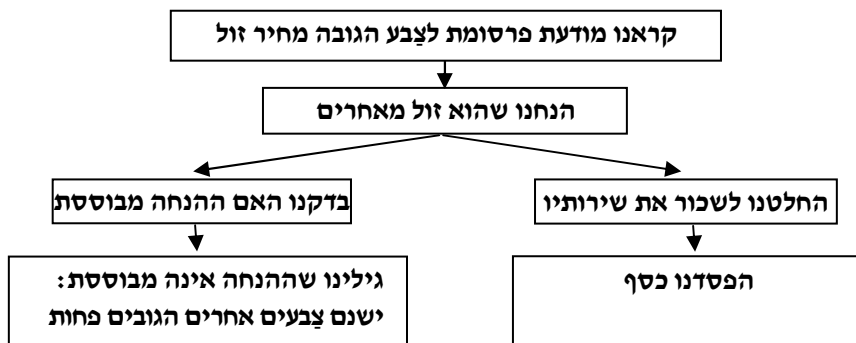 קראנו מודעת פרסומת לצַבע הגובה מחיר זול
הנחנו שהוא זול מאחרים
החלטנו לשכור את שירותיו
בדקנו האם ההנחה מבוססת
הפסדנו כסף
גילינו שההנחה אינה מבוססת:
ישנם צַבעים אחרים הגובים פחות